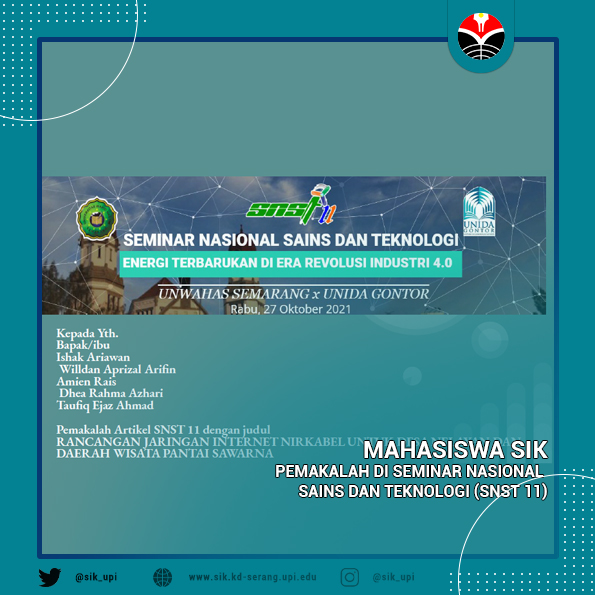 snst 11
UNIDA
GONTOR
SEMINAR NASIONAL SAINS DAN TEKNOLOGI
ENERGI TERBARUKAN DI ERA REVOLUSI INDUSTRI 4.0
UNWAHAS SEMARANG x UNIDA GONTOR
Rabu, 27 Oktober 2021
Kepada Yth.
Bapak/ibu
Ishak Ariawan
Willdan Aprizal Arifin
Amien Rais
Dhea Rahma Azhari
Taufiq Ejaz Ahmad
Pemakalah Artikel SNST 11 dengan judul
RANCANGAN JARINGAN INTERNET NIRKABEL
DAERAH WISATA PANTAI SAWARNA
MAHASISWA SIK
PEMAKALAH DI SEMINAR NASIONAL
SAINS DAN TEKNOLOGI (SNST 11)
@sik_upi
www.sik.kd-serang.upi.edu
@sik_upi